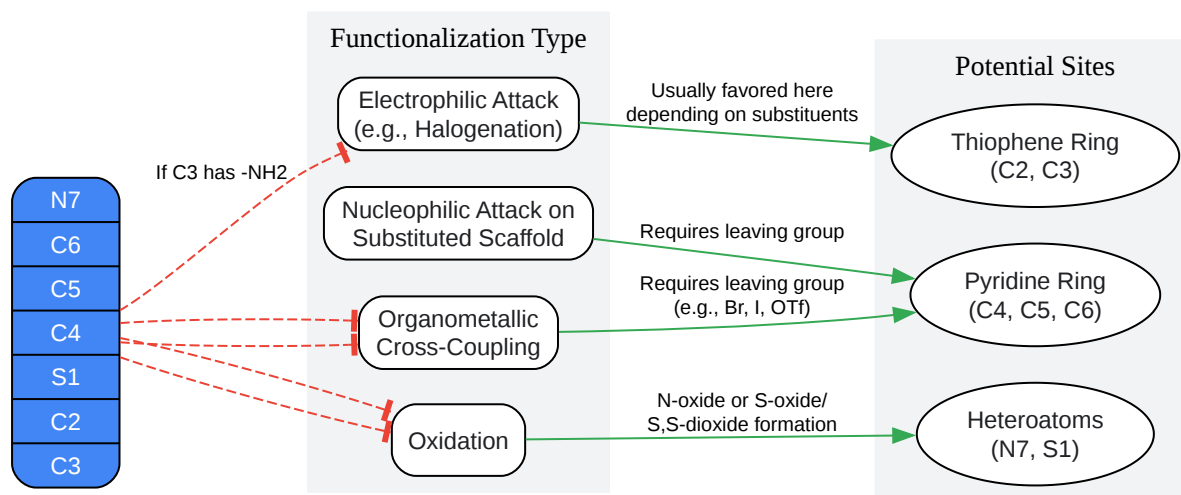 Functionalization Type
Potential Sites
Electrophilic Attack
(e.g., Halogenation)
Usually favored here
depending on substituents
Thiophene Ring
(C2, C3)
If C3 has -NH2
N7
C6
C5
C4
S1
C2
C3
Nucleophilic Attack on
Substituted Scaffold
Requires leaving group
Pyridine Ring
(C4, C5, C6)
Requires leaving group
(e.g., Br, I, OTf)
Organometallic
Cross-Coupling
N-oxide or S-oxide/
S,S-dioxide formation
Oxidation
Heteroatoms
(N7, S1)